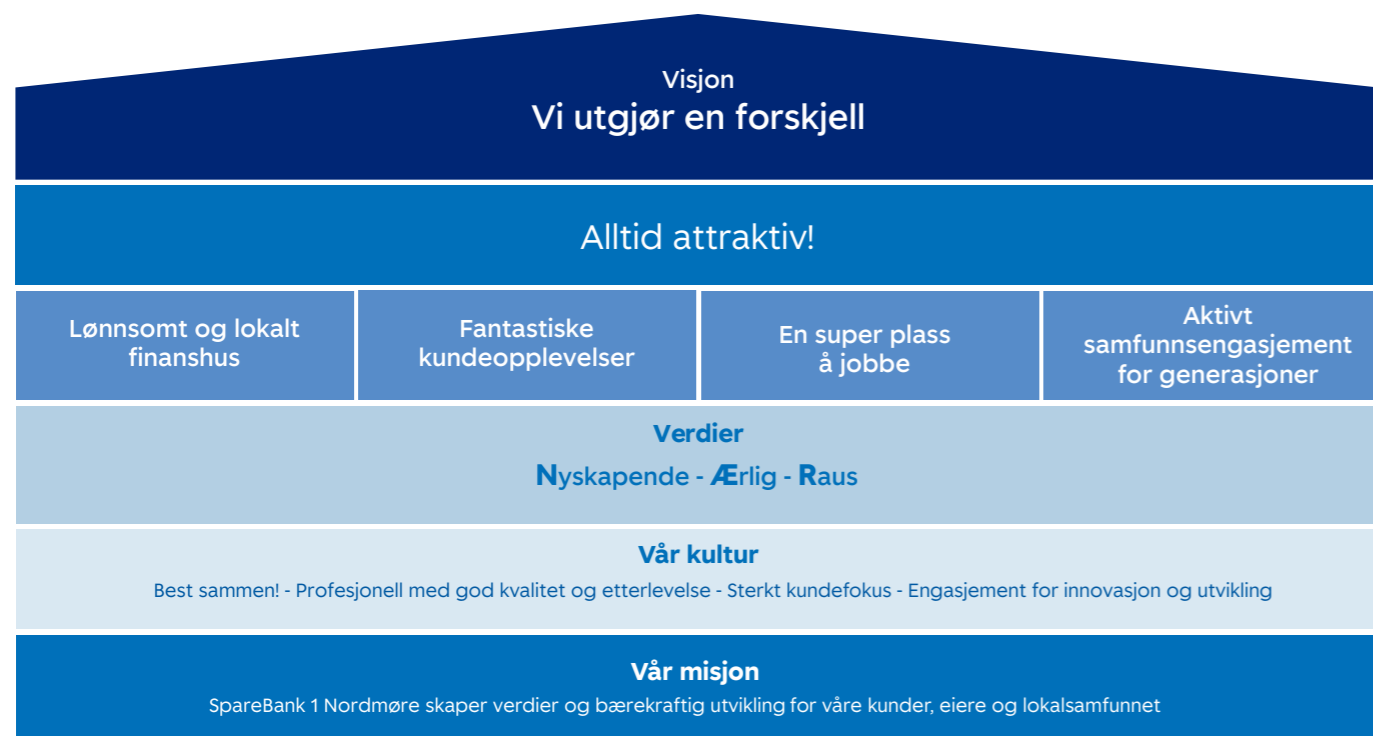 Visjon
Vi utgjør en forskjell
Alltid attraktiv!
Lønnsomt og lokalt
finanshus
Fantastiske
kundeopplevelser
En super plass
å jobbe
Aktivt
samfunnsengasjement
for generasjoner
Verdier
Nyskapende - Ærlig - Raus
Vår kultur
Best sammen! - Profesjonell med god kvalitet og etterlevelse - Sterkt kundefokus - Engasjement for innovasjon og utvikling
Vår misjon
SpareBank 1 Nordmøre skaper verdier og bærekraftig utvikling for våre kunder, eiere og lokalsamfunnet